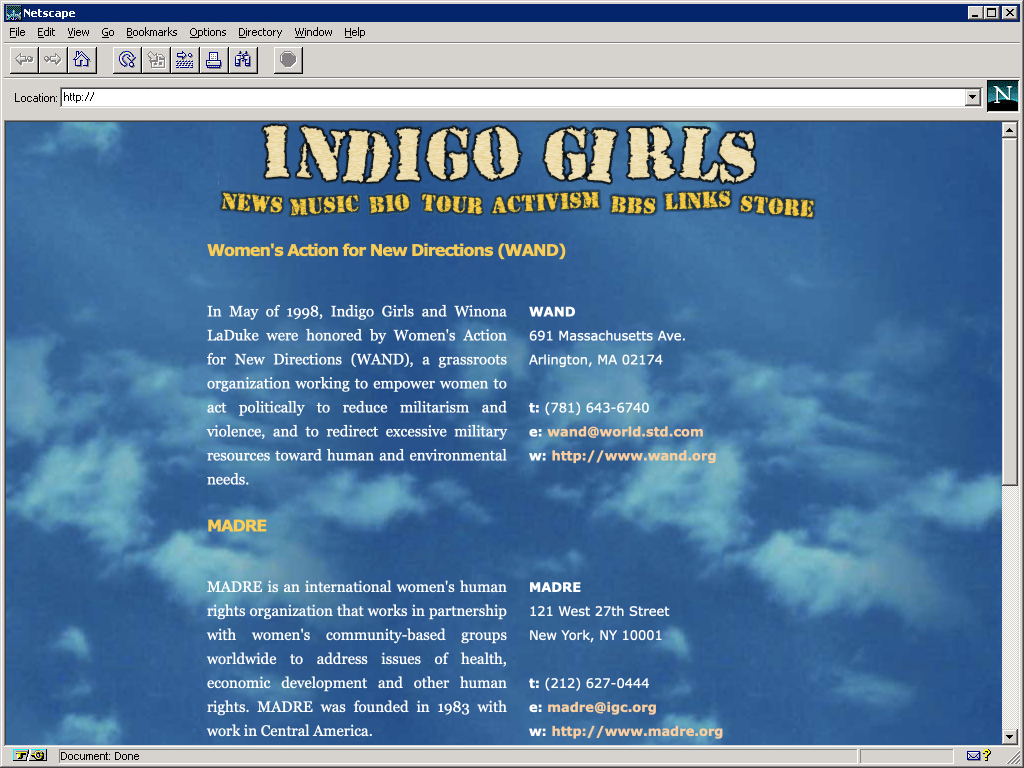 Netscape
File Edit View Go Bookmarks Options Directory Window Help
Location: http://
N
INDIGO GIRLS
NEWS MUSIC BIO TOUR ACTIVISM BBS LINKS STORE
Women's Action for New Directions (WAND)
In May of 1998, Indigo Girls and Winona
LaDuke were honored by Women's Action
for New Directions (WAND), a grassroots
organization working to empower women to
act politically to reduce militarism and
violence, and to redirect excessive military
resources toward human and environmental
needs.
WAND
691 Massachusetts Ave.
Arlington, MA 02174
t: (781) 643-6740
e: wand@world.std.com
w: http://www.wand.org
MADRE
MADRE is an international women's human
rights organization that works in partnership
with women's community-based groups
worldwide to address issues of health,
economic development and other human
rights. MADRE was founded in 1983 with
work in Central America.
MADRE
121 West 27th Street
New York, NY 10001
t: (212) 627-0444
e: madre@igc.org
w: http://www.madre.org
Document: Done